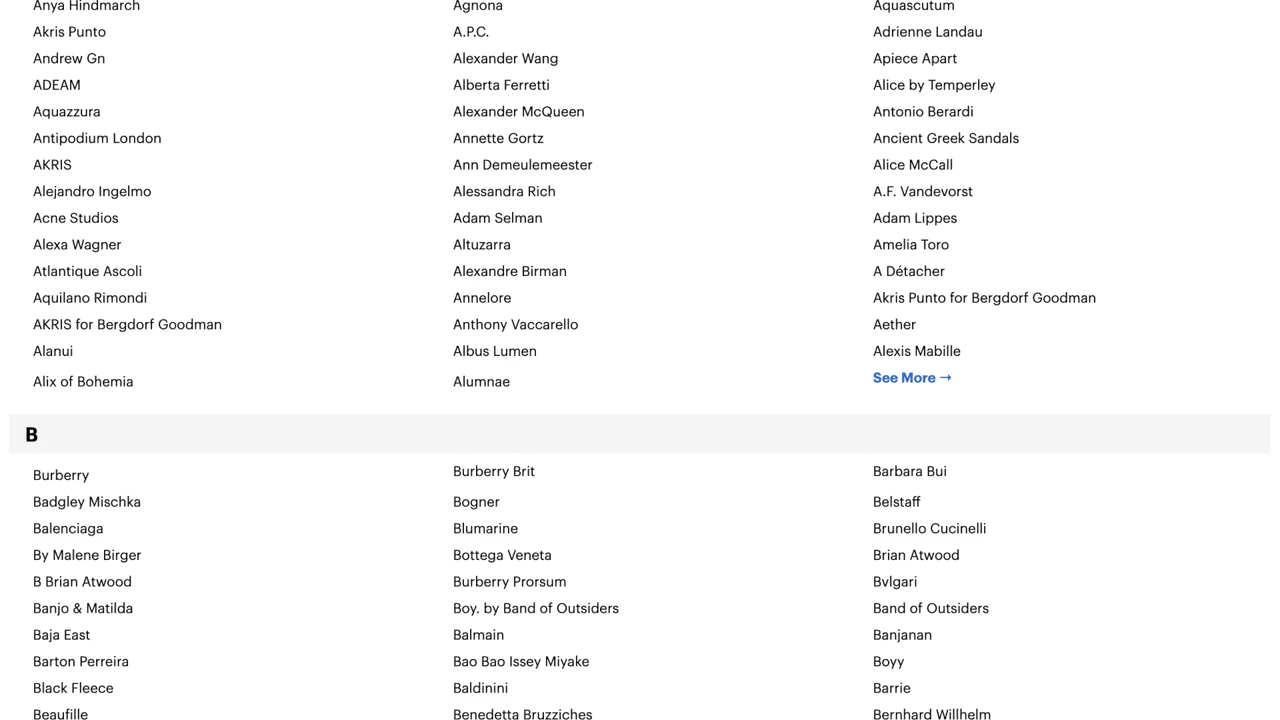 Anya Hindmarch
Agnona
Aquascutum
Akris Punto
A.P.C.
Adrienne Landau
Andrew Gn
Alexander Wang
Apiece Apart
ADEAM
Alberta Ferretti
Alice by Temperley
Aquazzura
Alexander McQueen
Antonio Berardi
Antipodium London
Annette Gortz
Ancient Greek Sandals
AKRIS
Ann Demeulemeester
Alice McCall
Alejandro Ingelmo
Alessandra Rich
A.F. Vandevorst
Acne Studios
Adam Selman
Adam Lippes
Alexa Wagner
Altuzarra
Amelia Toro
Atlantique Ascoli
Alexandre Birman
A Détacher
Aquilano Rimondi
Annelore
Akris Punto for Bergdorf Goodman
AKRIS for Bergdorf Goodman
Anthony Vaccarello
Aether
Alanui
Albus Lumen
Alexis Mabille
Alix of Bohemia
Alumnae
See More →
B
Burberry
Burberry Brit
Barbara Bui
Badgley Mischka
Bogner
Belstaff
Balenciaga
Blumarine
Brunello Cucinelli
By Malene Birger
Bottega Veneta
Brian Atwood
B Brian Atwood
Burberry Prorsum
Bvlgari
Banjo & Matilda
Boy. by Band of Outsiders
Band of Outsiders
Baja East
Balmain
Banjanan
Barton Perreira
Bao Bao Issey Miyake
Boyy
Black Fleece
Baldinini
Barrie
Beaufille
Benedetta Bruzziches
Bernhard Willhelm